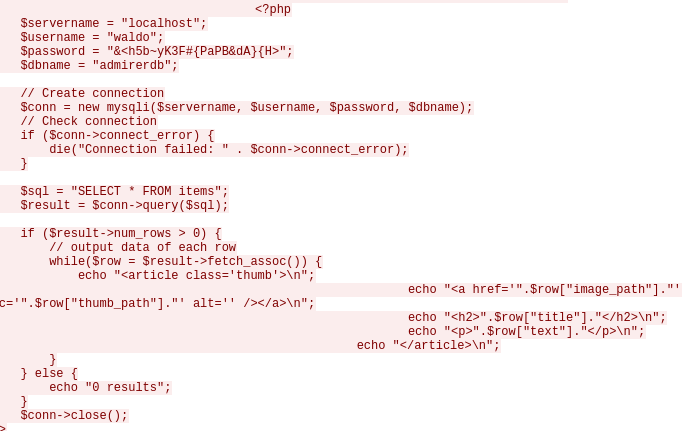 <?php
$servername = "localhost";
$username = "waldo";
$password = "&<h5b~yK3F#{PaPB&dA}{H>";
$dbname = "admirerdb";
// Create connection
$conn = new mysqli($servername, $username, $password, $dbname);
// Check connection
if ($conn->connect_error) {
die("Connection failed: " . $conn->connect_error);
}
$sql = "SELECT * FROM items";
$result = $conn->query($sql);
if ($result->num_rows > 0) {
// output data of each row
while($row = $result->fetch_assoc()) {
echo "<article class='thumb'>\n";
echo "<a href='".$row["image_path"]."'
c='".$row["thumb_path"]."' alt='' /></a>\n";
echo "<h2>".$row["title"]."</h2>\n";
echo "<p>".$row["text"]."</p>\n";
echo "</article>\n";
}
} else {
echo "0 results";
}
$conn->close();
>